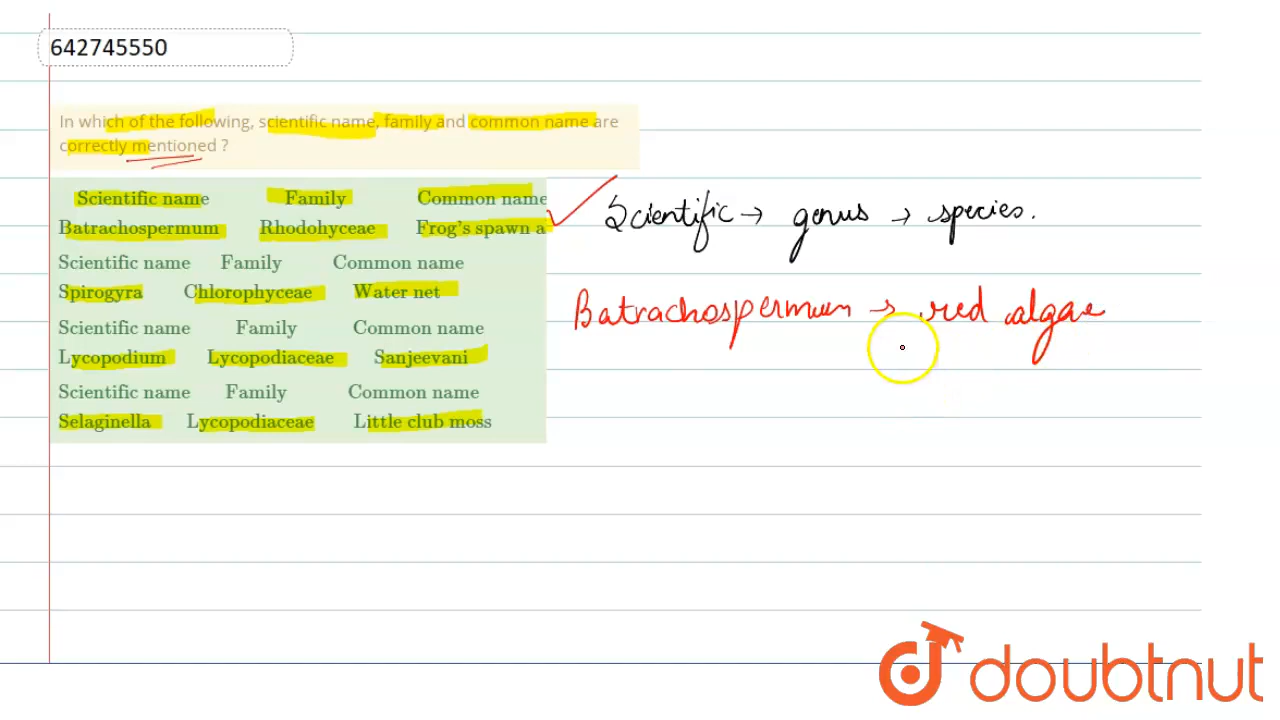 642745550
In which of the following, scientific name, family and common name are
correctly mentioned ?
Scientific name Family Common name
Batrachospermum Rhodohyceae Frog's spawn a
Scientific name Family Common name
Spirogyra Chlorophyceae Water net
Scientific name Family Common name
Lycopodium Lycopodiaceae Sanjeevani
Scientific name Family Common name
Selaginella Lycopodiaceae Little club moss
Scientific → genus → species.
Batrachospermum → red algae
doubtnut